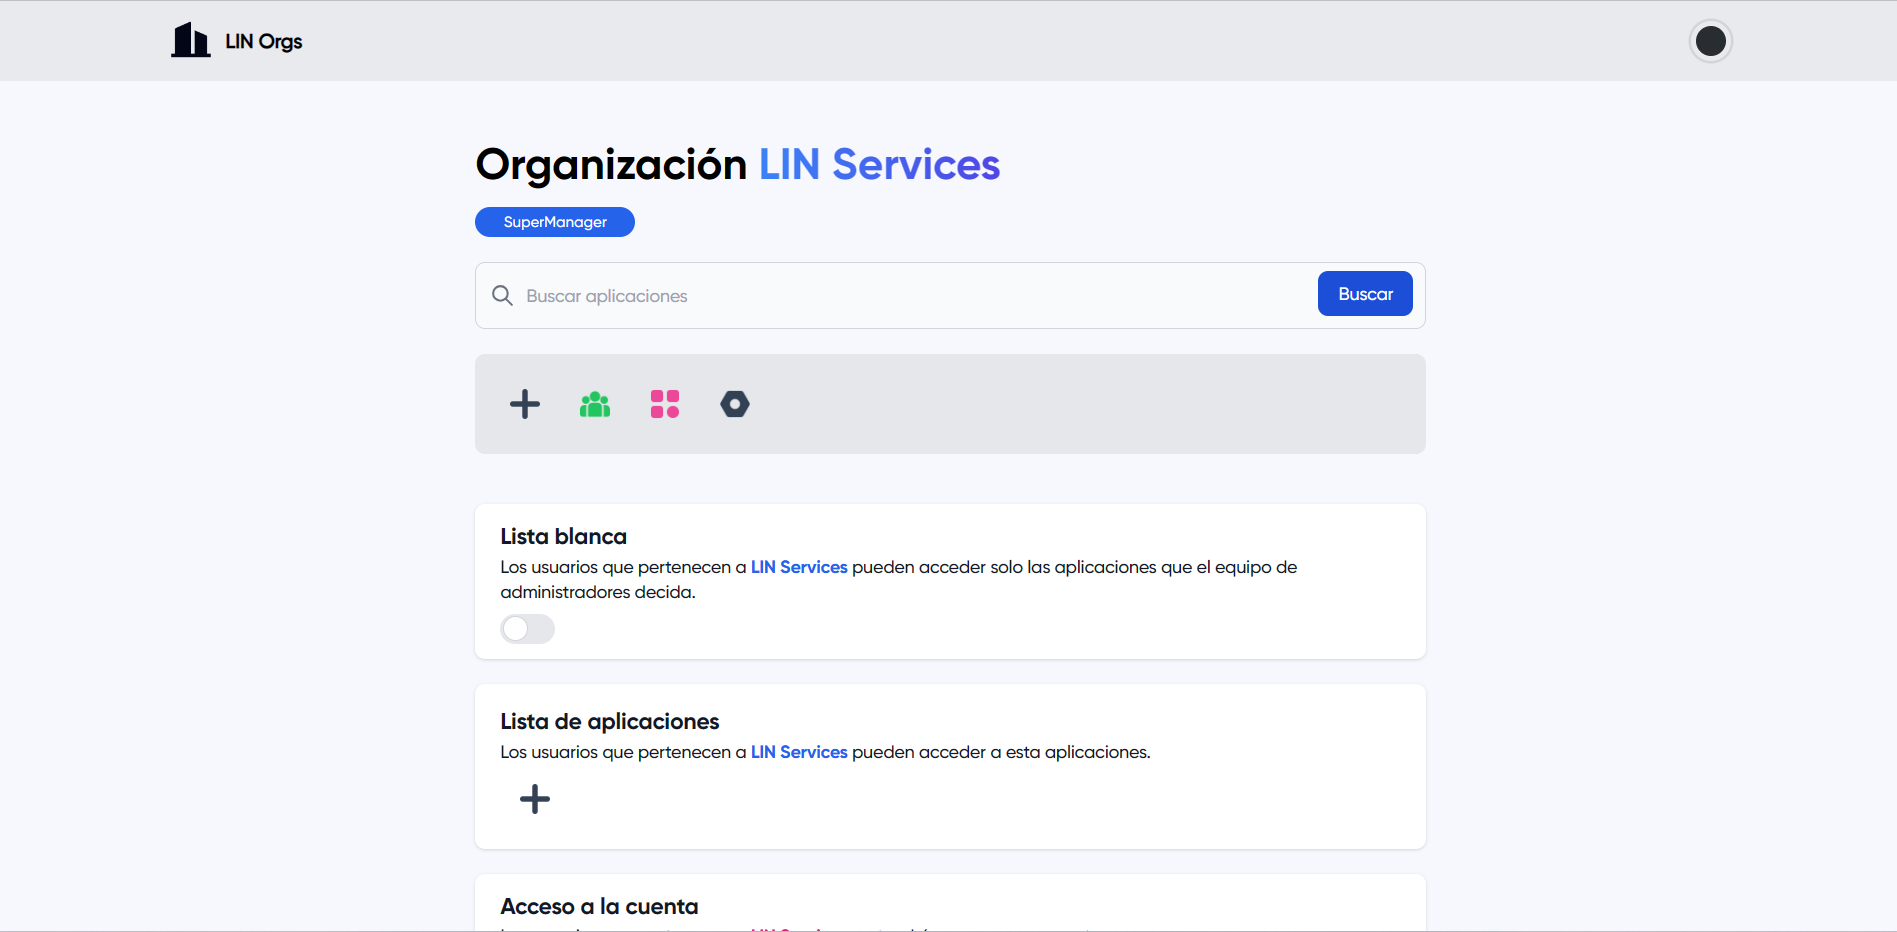 LIN Orgs
Organización LIN Services
SuperManager
Buscar aplicaciones
Buscar
Lista blanca
Los usuarios que pertenecen a LIN Services pueden acceder solo las aplicaciones que el equipo de
administradores decida.
Lista de aplicaciones
Los usuarios que pertenecen a LIN Services pueden acceder a esta aplicaciones.
Acceso a la cuenta